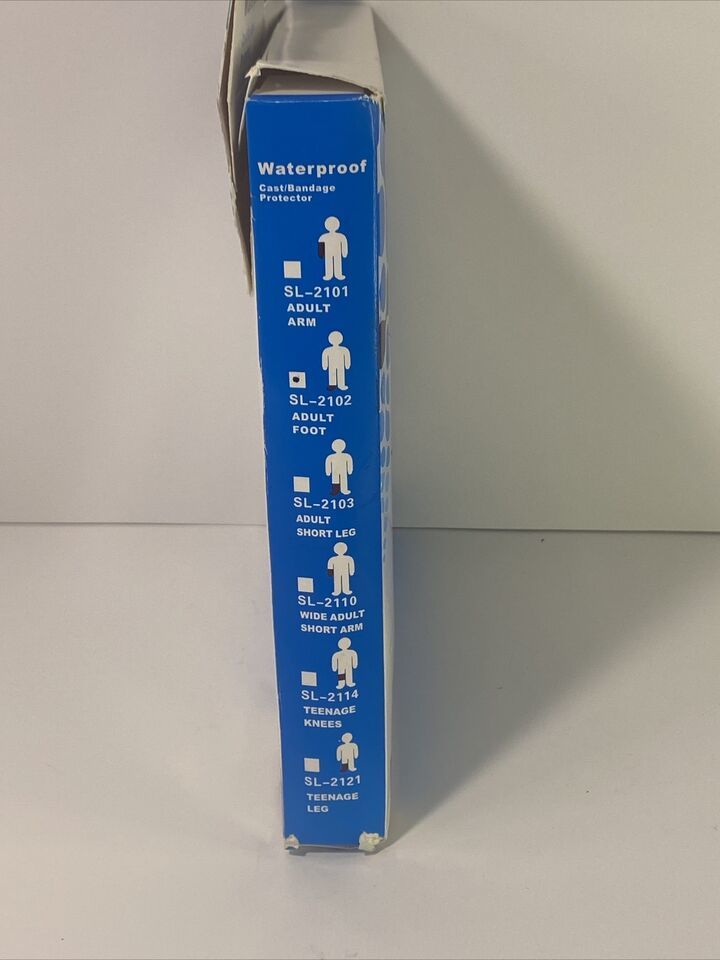 Waterproof
Cast/Bandage
Protector
SL-2101
ADULT
ARM
SL-2102
ADULT
FOOT
SL-2103
ADULT
SHORT LEG
SL-2110
WIDE ADULT
SHORT ARM
SL-2114
TEENAGE
KNEES
SL-2121
TEENAGE
LEG